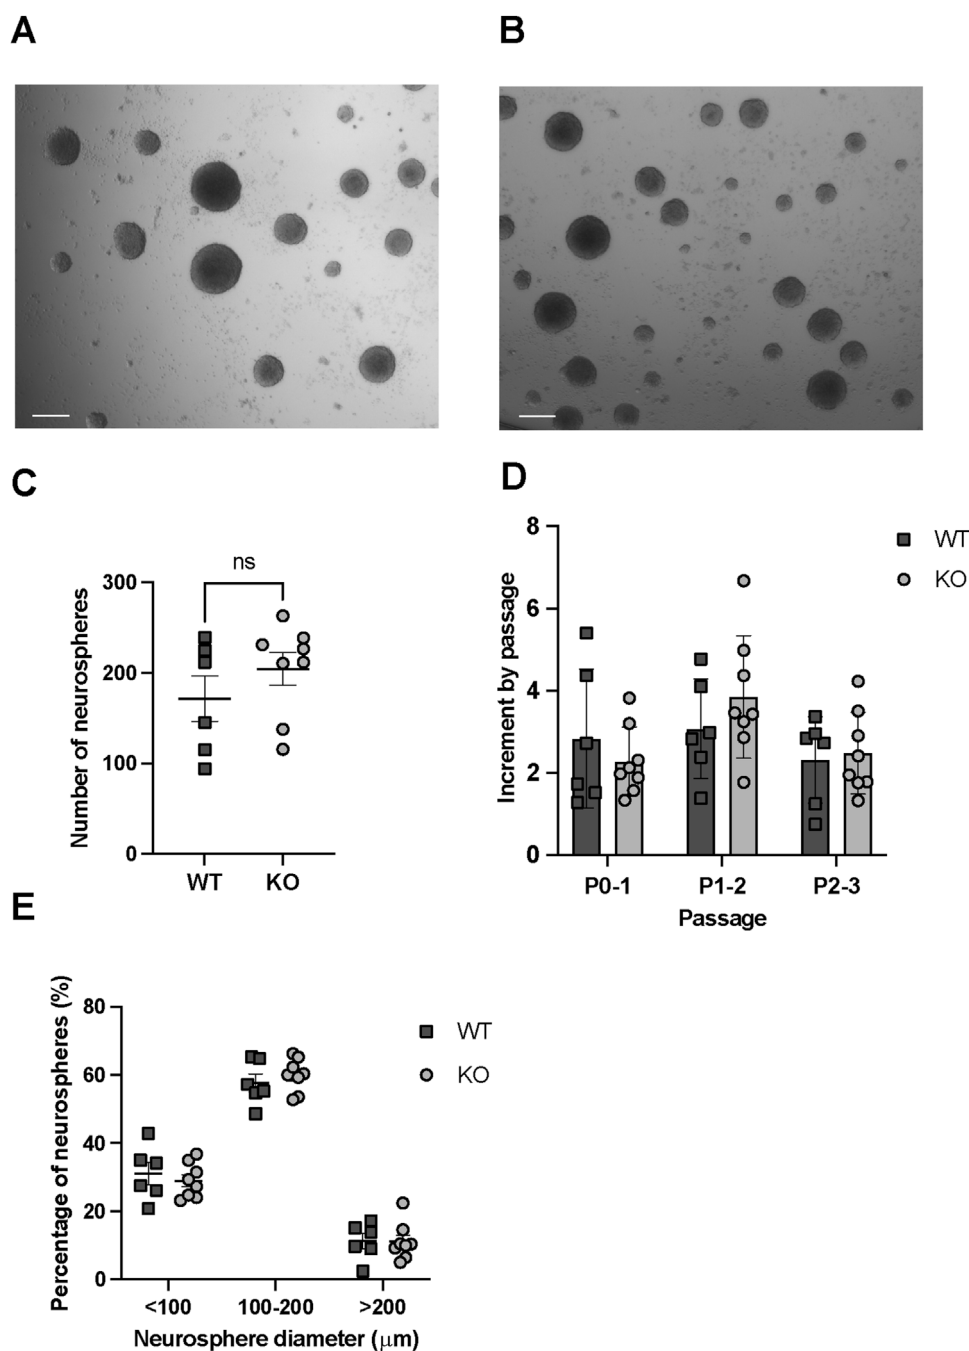 A
B
C
ns
Number of neurospheres
300
200
100
0
WT
KO
D
WT
KO
Increment by passage
8
6
4
2
0
P0-1
P1-2
P2-3
Passage
E
WT
KO
Percentage of neurospheres (%)
80
60
40
20
0
<100
100-200
>200
Neurosphere diameter (μm)